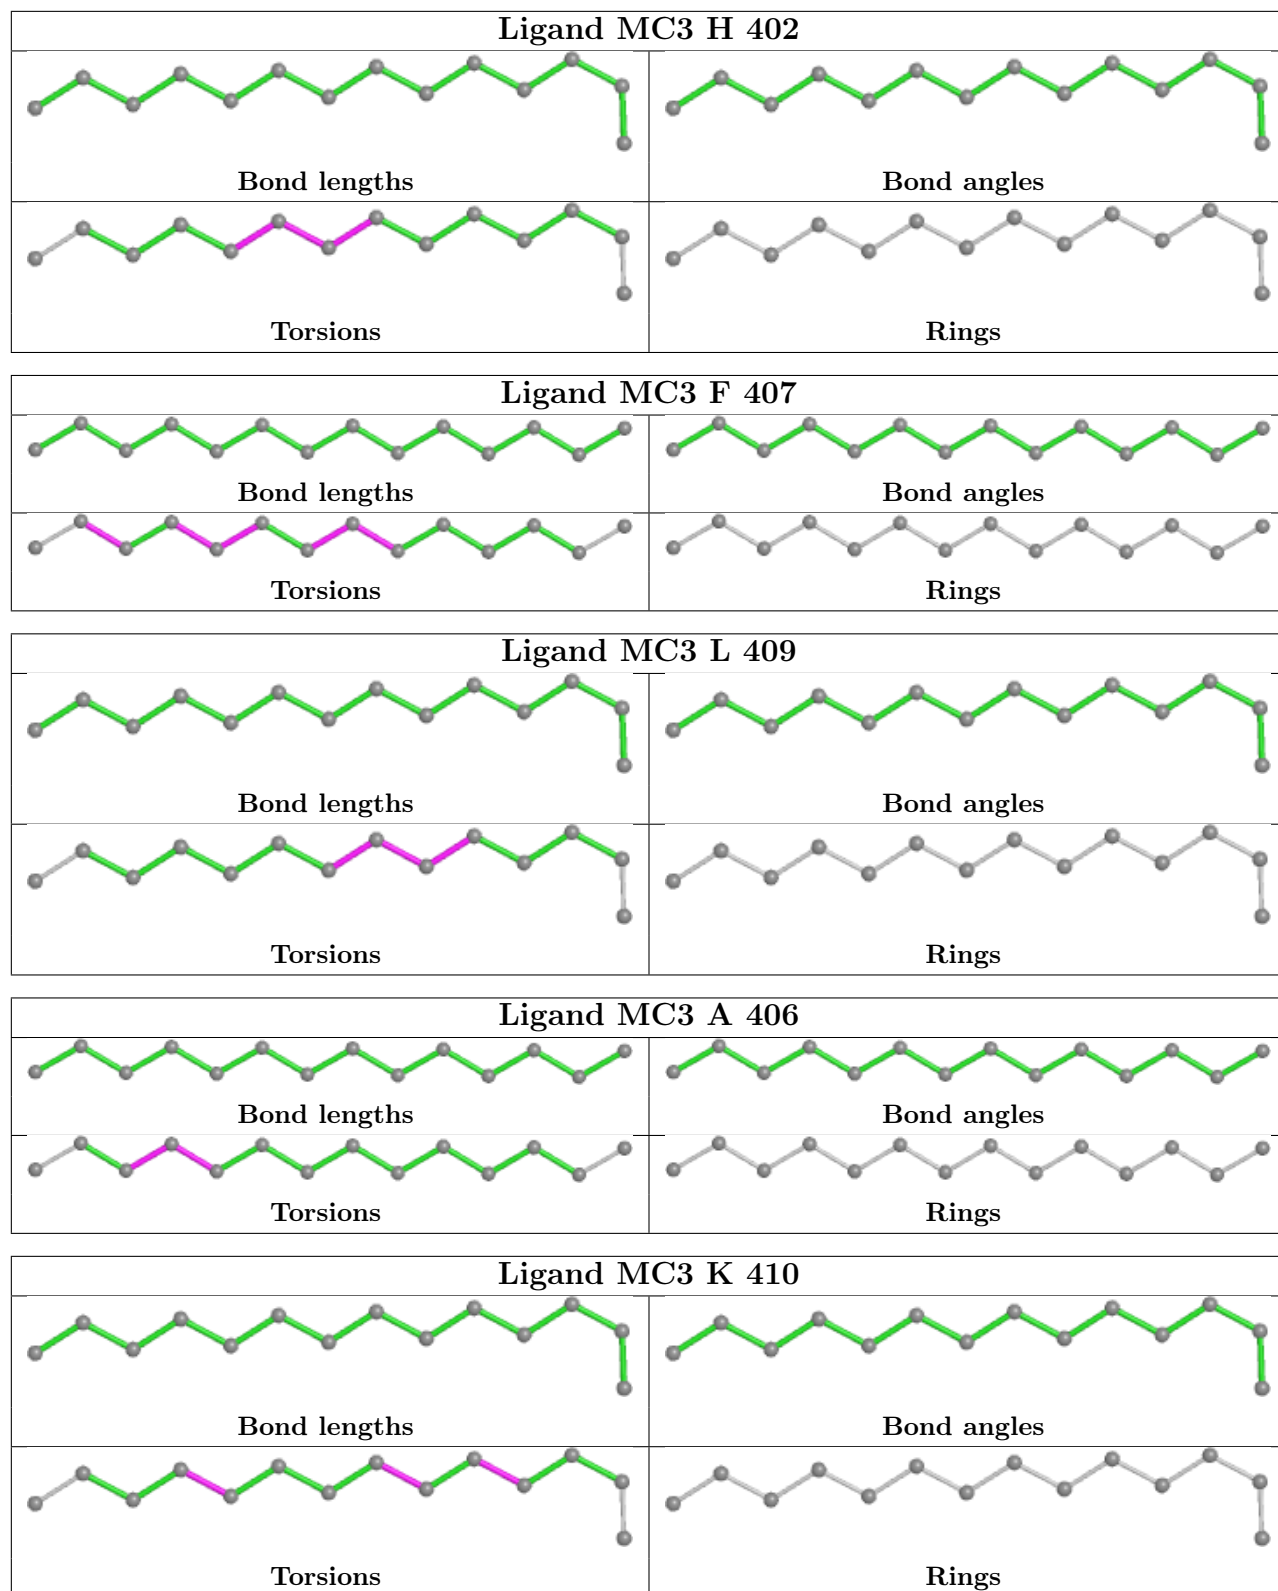 Ligand MC3 H 402
Bond lengths
Bond angles
Torsions
Rings
Ligand MC3 F 407
Bond lengths
Bond angles
Torsions
Rings
Ligand MC3 L 409
Bond lengths
Bond angles
Torsions
Rings
Ligand MC3 A 406
Bond lengths
Bond angles
Torsions
Rings
Ligand MC3 K 410
Bond lengths
Bond angles
Torsions
Rings